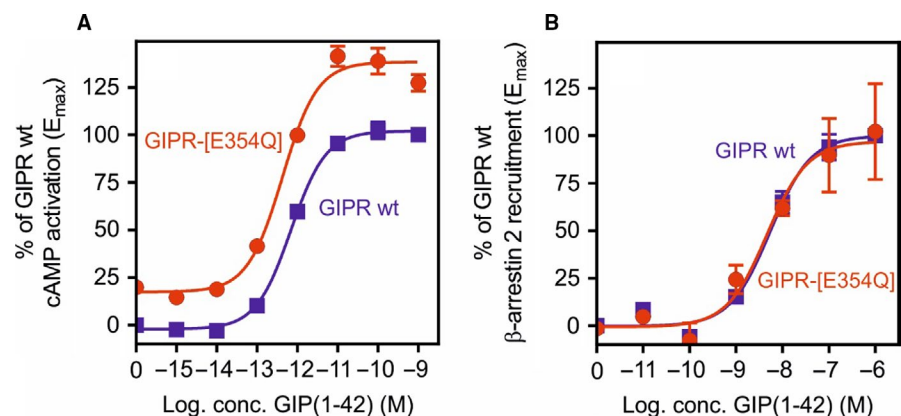 A
% of GIPR wt
cAMP activation (Emax)
125
100
75
50
25
0
GIPR-[E354Q]
GIPR wt
0 −15 −14 −13 −12 −11 −10 −9
Log. conc. GIP(1-42) (M)
B
% of GIPR wt
β-arrestin 2 recruitment (Emax)
125
100
75
50
25
0
GIPR wt
GIPR-[E354Q]
0 −11 −10 −9 −8 −7 −6
Log. conc. GIP(1-42) (M)